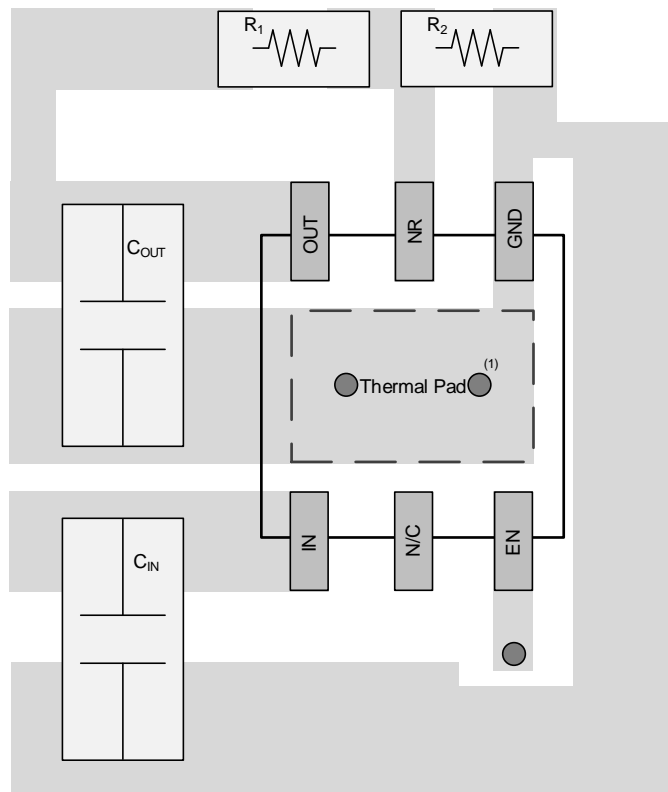 R1
R2
OUT
NR
GND
COUT
(1)
Thermal Pad
IN
N/C
EN
CIN